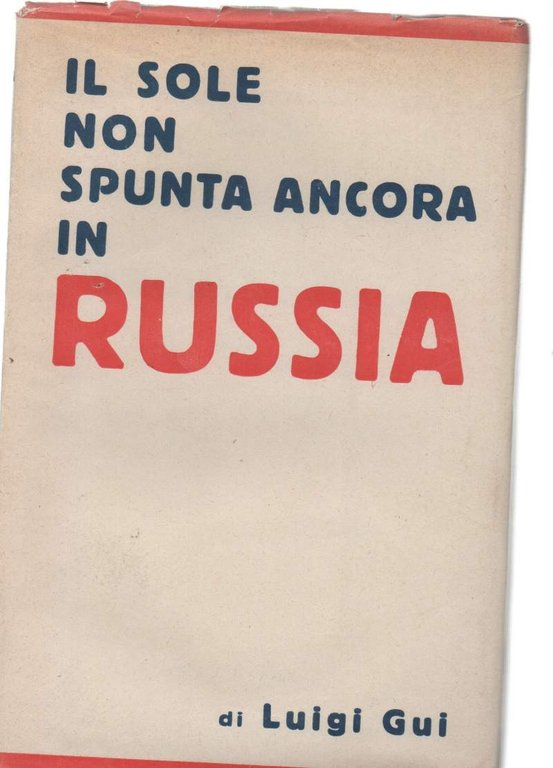 IL SOLE
NON
SPUNTA ANCORA
IN
RUSSIA
di Luigi Gui